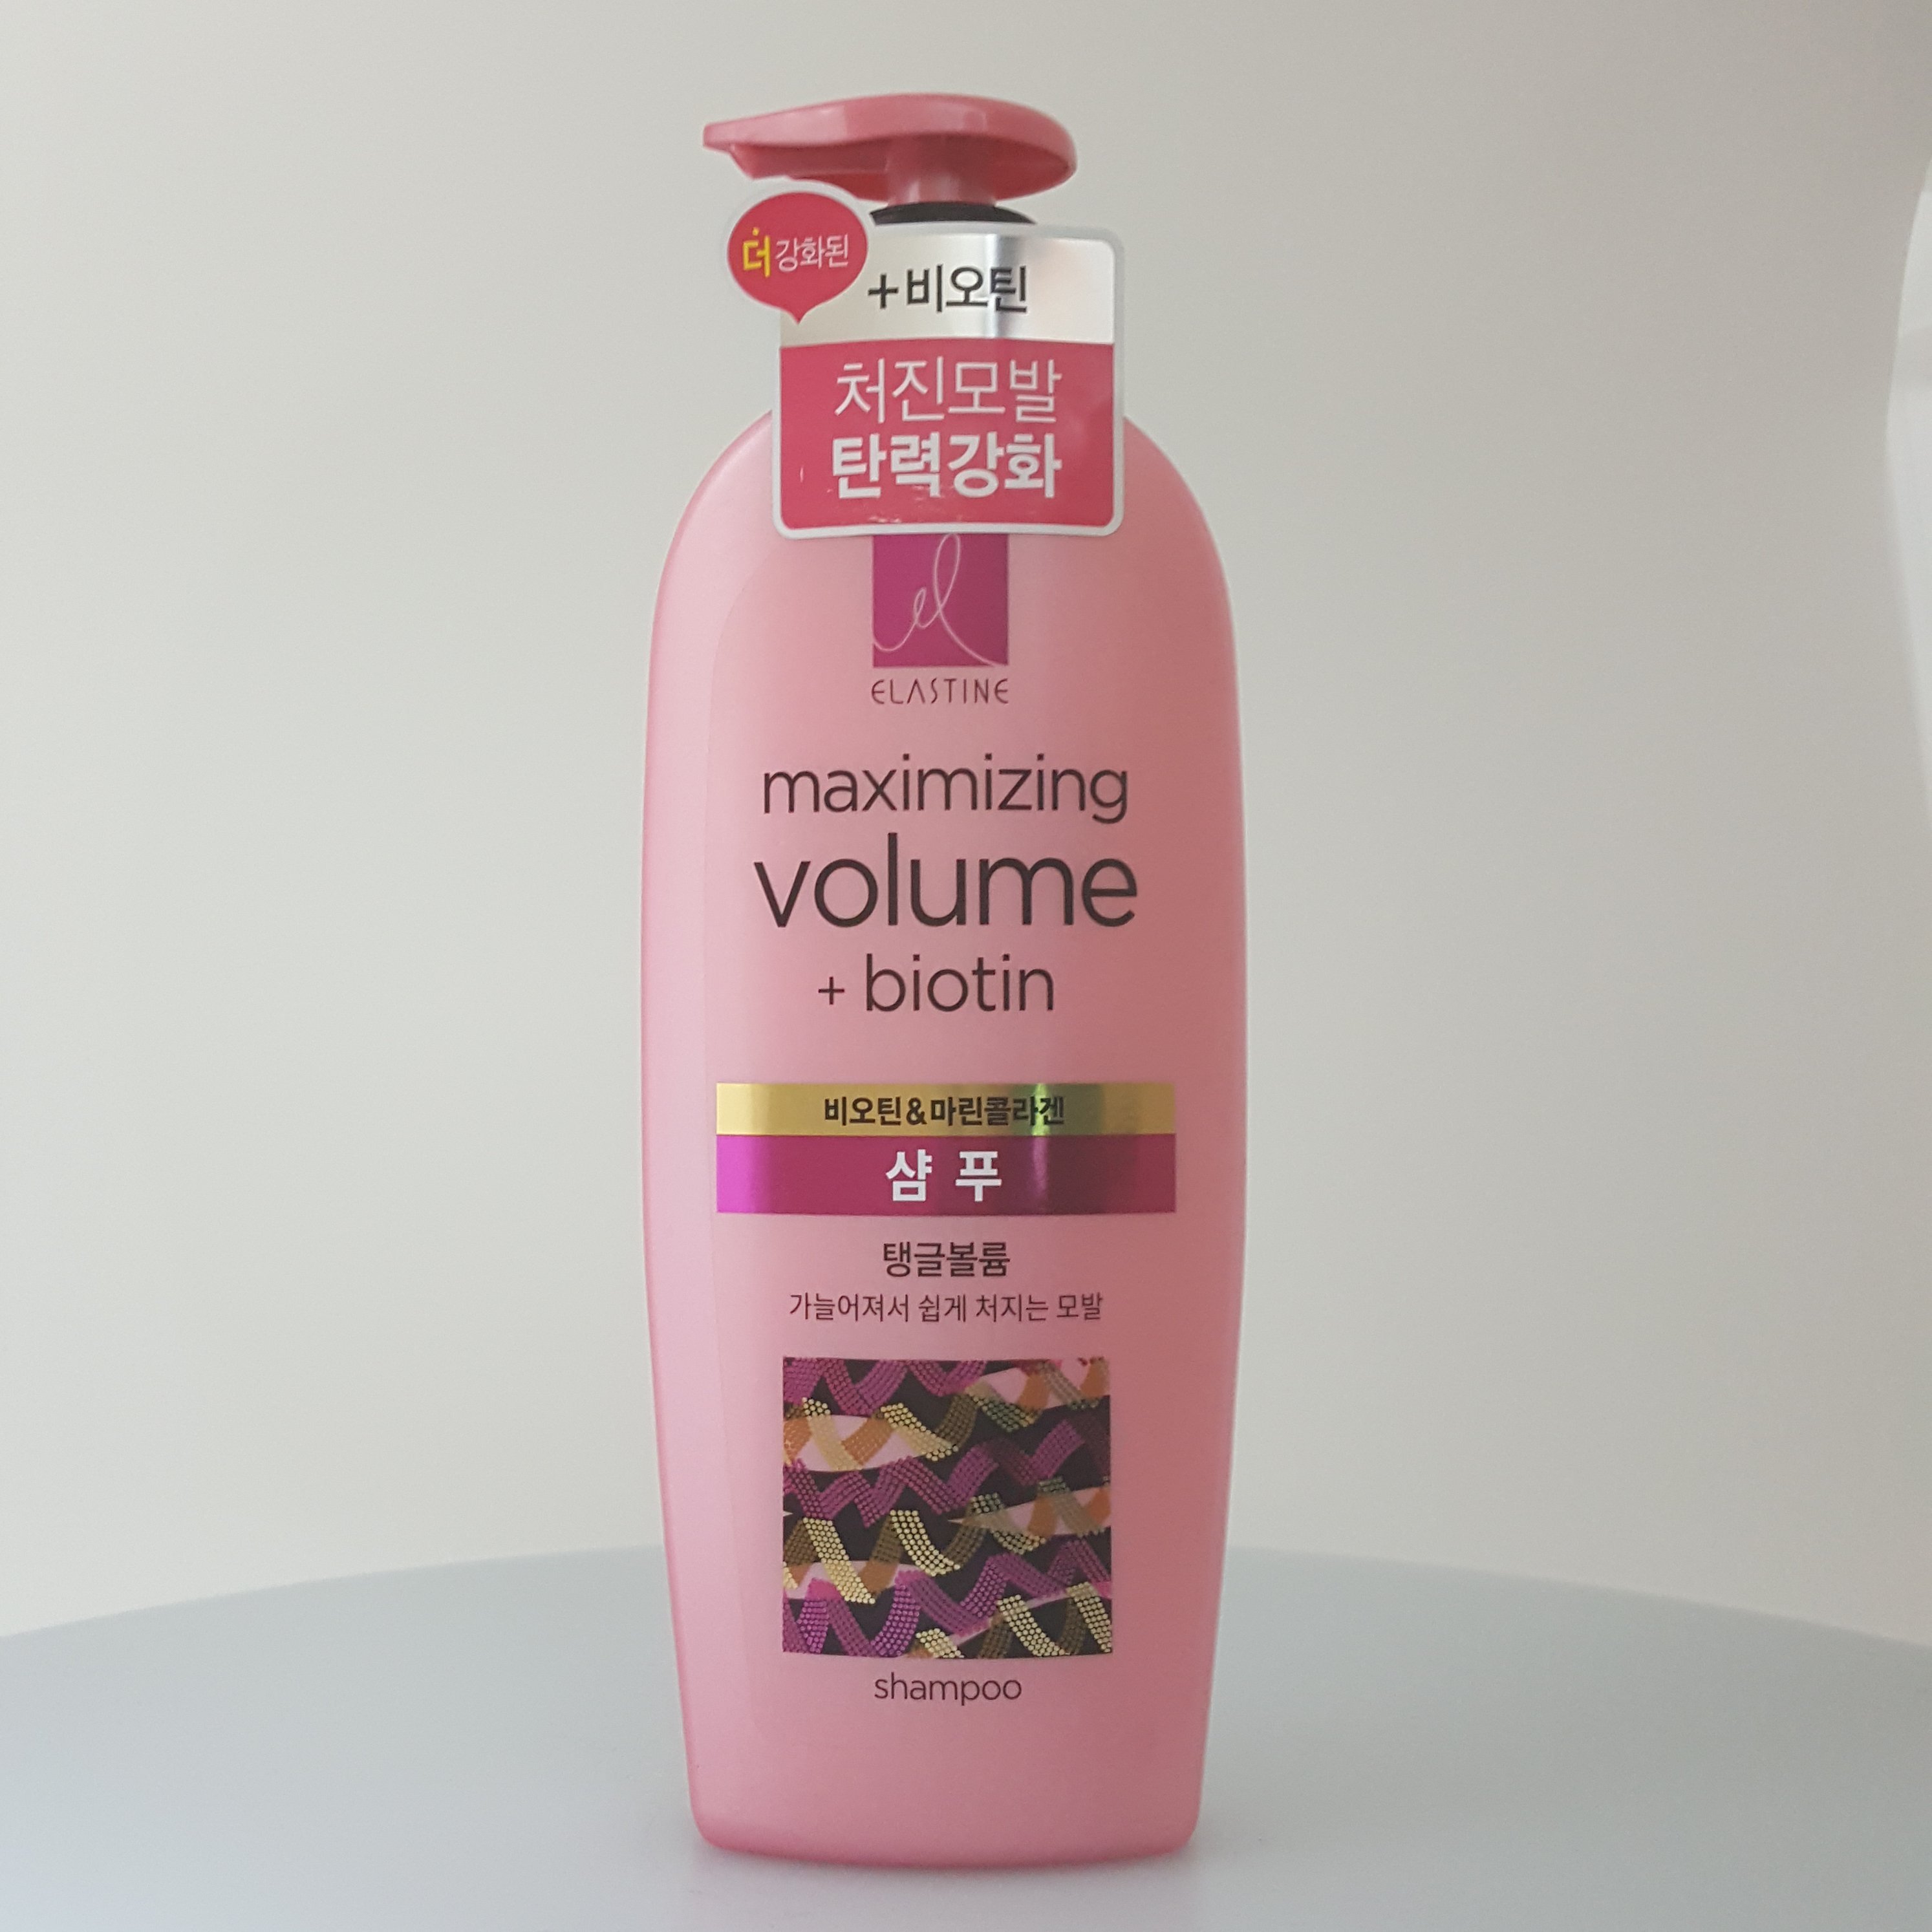 더 강화된
+비오틴
처진모발
탄력강화
el
ELASTINE
maximizing
volume
+ biotin
비오틴&마린콜라겐
샴푸
탱글볼륨
가늘어져서 쉽게 처지는 모발
shampoo